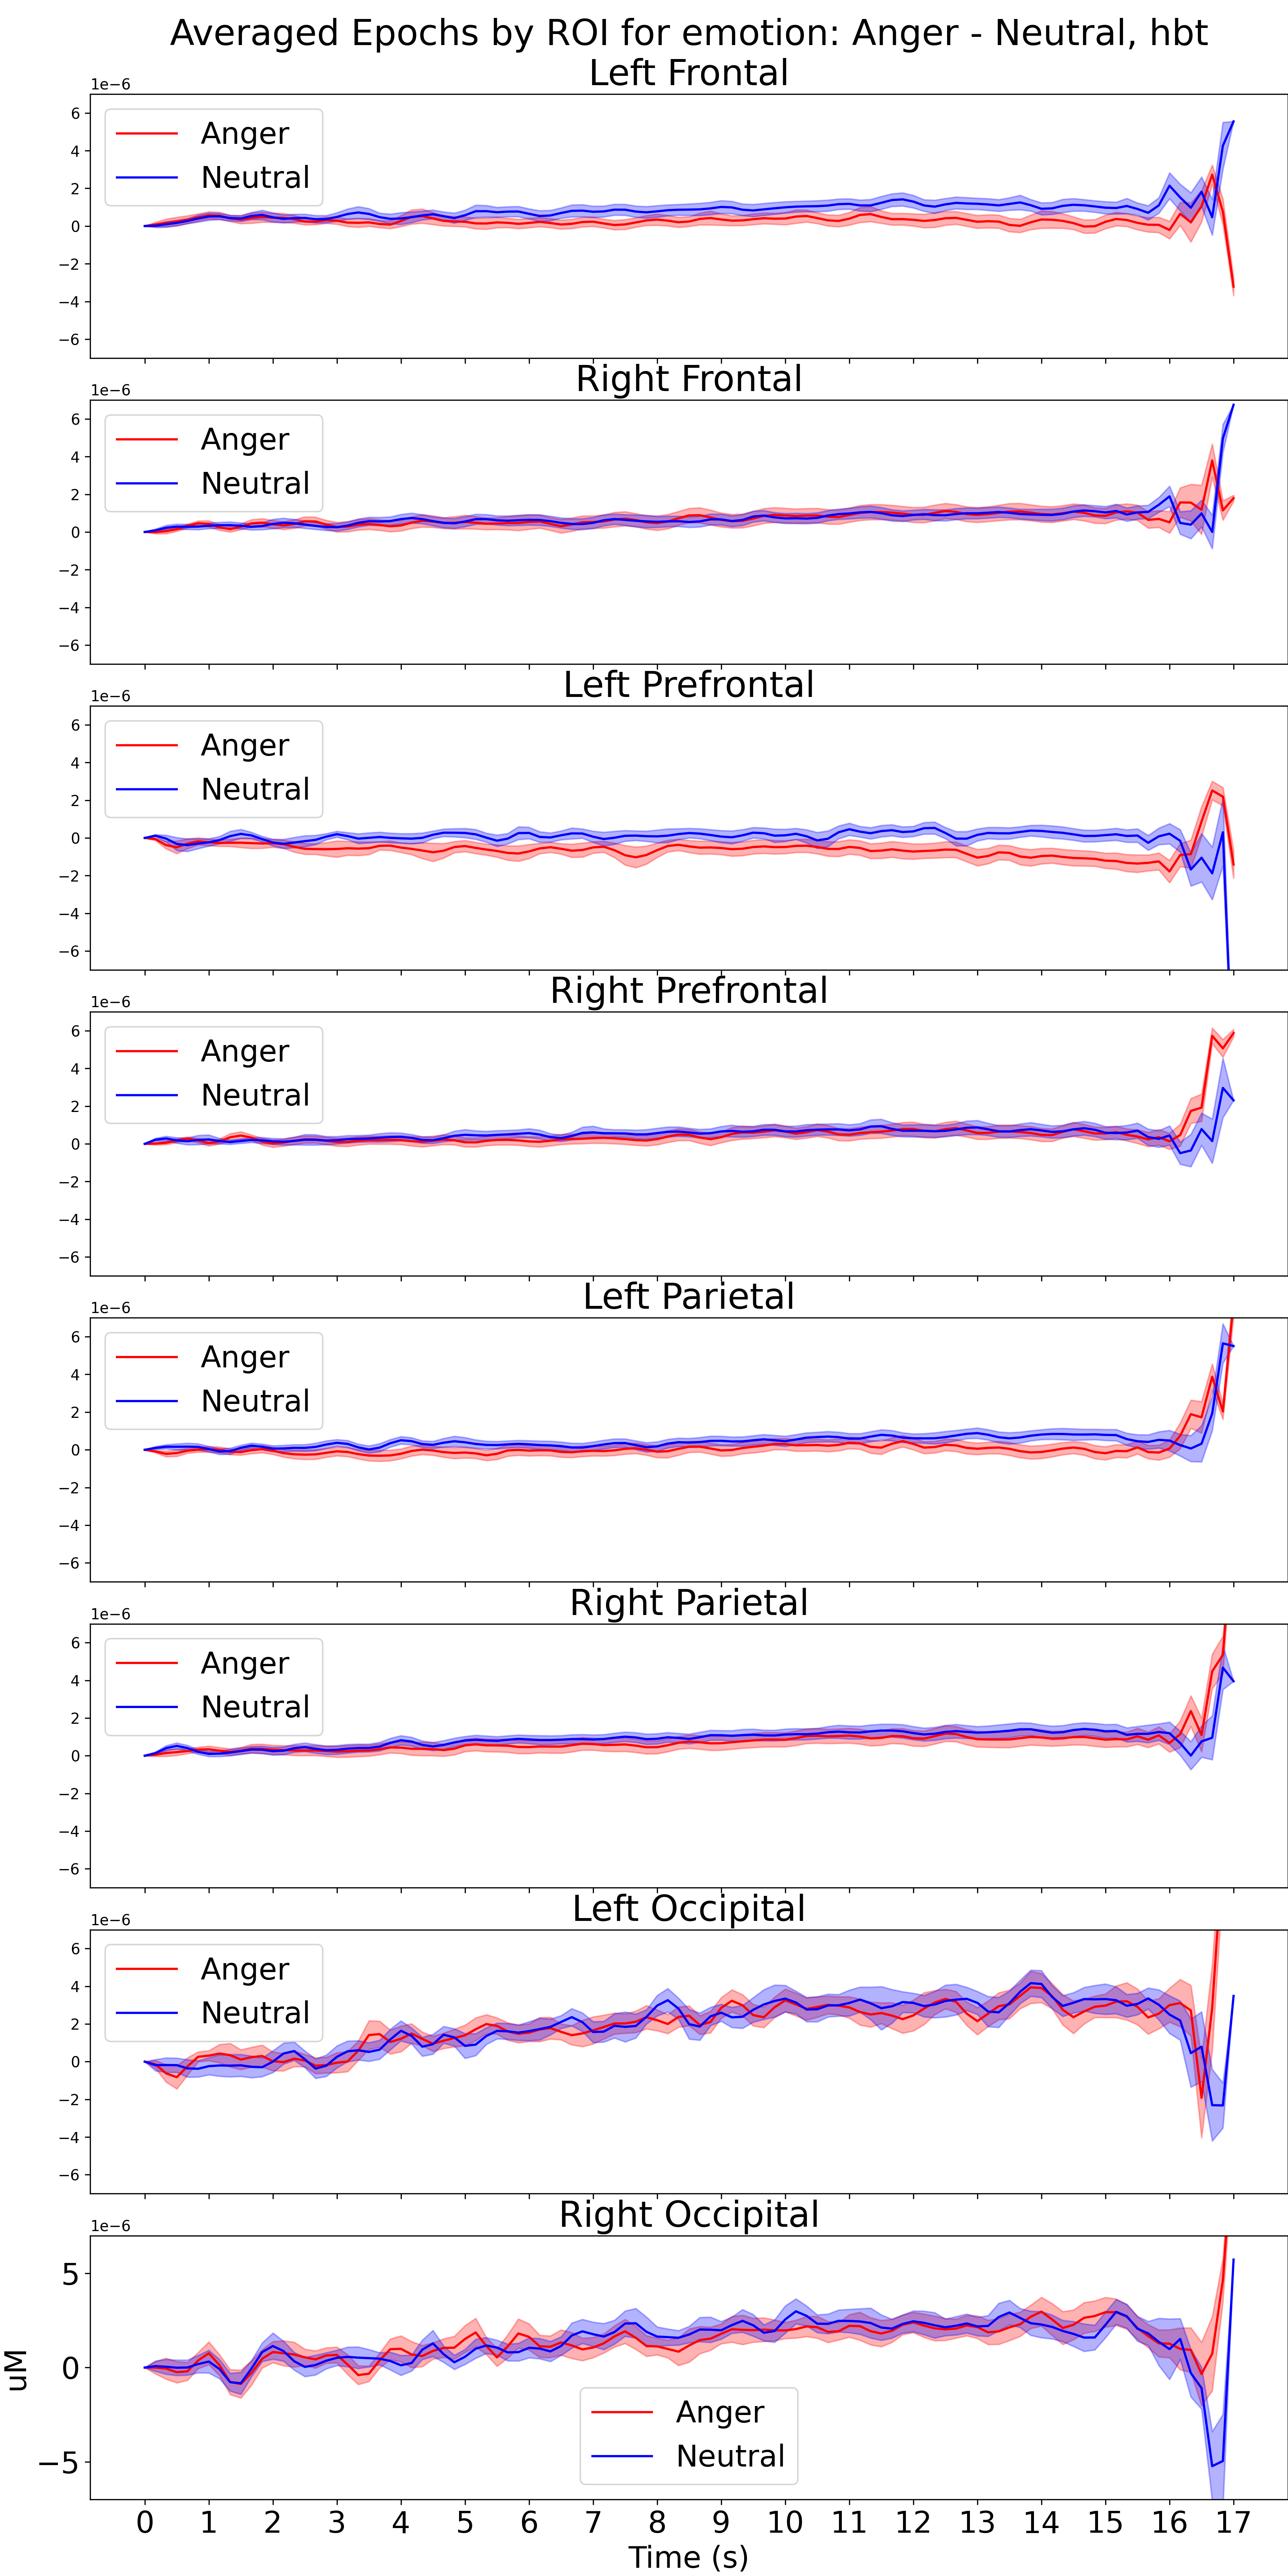 Averaged Epochs by ROI for emotion: Anger - Neutral, hbt
Left Frontal
1e−6
Anger
Neutral
6
4
2
0
−2
−4
−6
Right Frontal
1e−6
Anger
Neutral
6
4
2
0
−2
−4
−6
Left Prefrontal
1e−6
Anger
Neutral
6
4
2
0
−2
−4
−6
Right Prefrontal
1e−6
Anger
Neutral
6
4
2
0
−2
−4
−6
Left Parietal
1e−6
Anger
Neutral
6
4
2
0
−2
−4
−6
Right Parietal
1e−6
Anger
Neutral
6
4
2
0
−2
−4
−6
Left Occipital
1e−6
Anger
Neutral
6
4
2
0
−2
−4
−6
Right Occipital
1e−6
5
0
−5
uM
Anger
Neutral
0 1 2 3 4 5 6 7 8 9 10 11 12 13 14 15 16 17
Time (s)